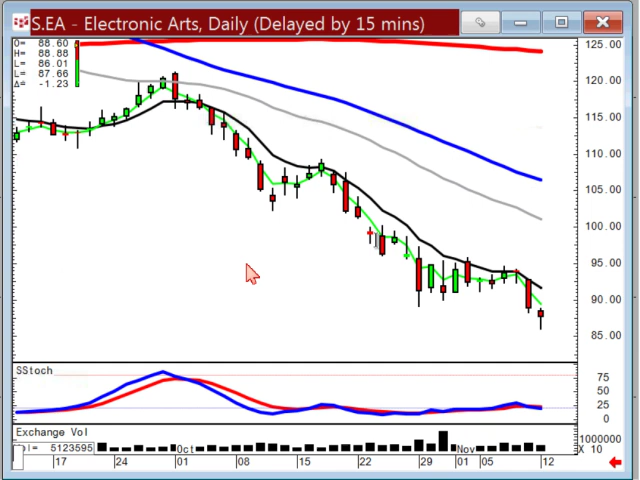 S.EA - Electronic Arts, Daily (Delayed by 15 mins)
O= 88.60
H= 88.88
L= 86.01
L= 87.66
Δ= -1.23
125.00
120.00
115.00
110.00
105.00
100.00
95.00
90.00
85.00
SStoch
75
50
25
0
Exchange Vol
1000000
X 10
Vol= 5123595
17 24 Oct 01 08 15 22 29 Nov 05 12